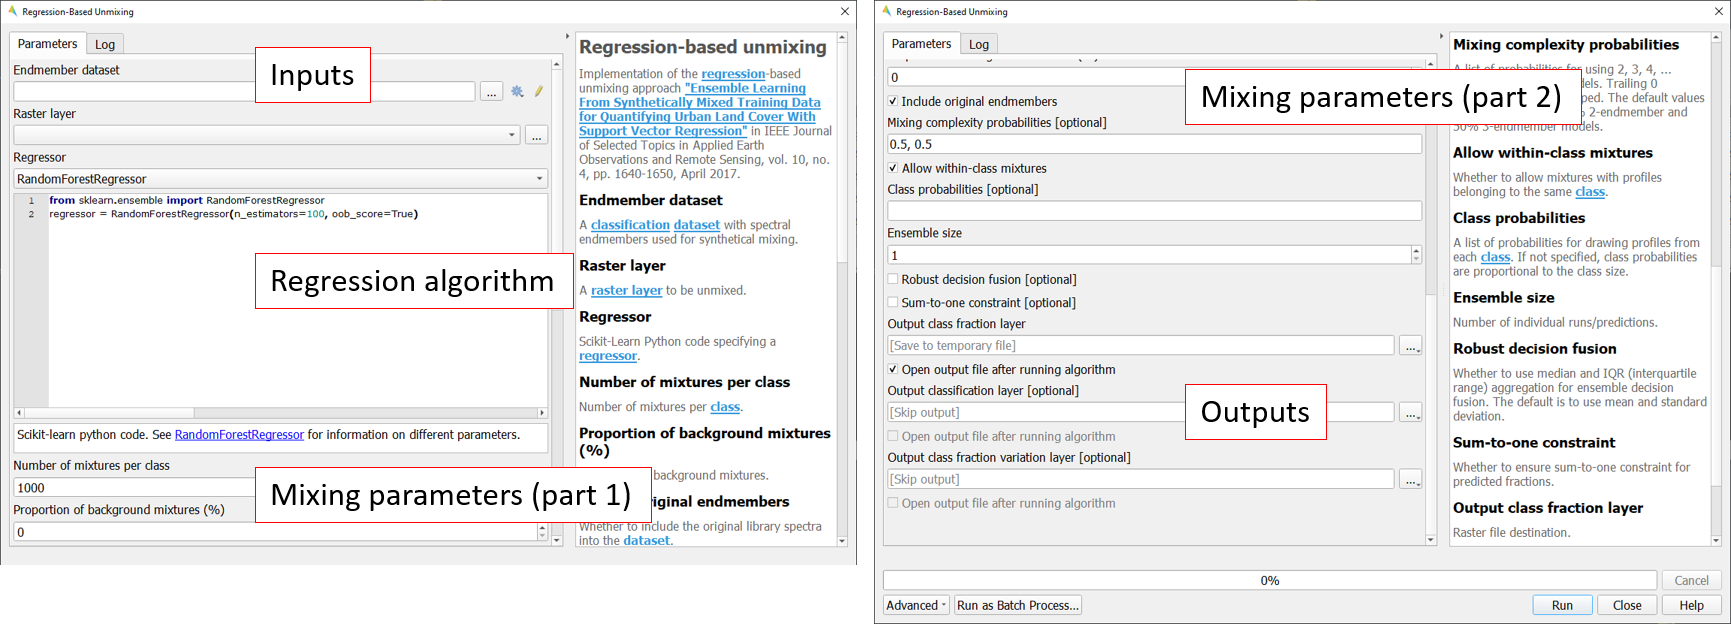 Regression-Based Unmixing
Parameters
Log
Endmember dataset
...
Raster layer
...
Regressor
RandomForestRegressor
1 from sklearn.ensemble import RandomForestRegressor
2 regressor = RandomForestRegressor(n_estimators=100, oob_score=True)
Scikit-learn python code. See RandomForestRegressor for information on different parameters.
Number of mixtures per class
1000
Proportion of background mixtures (%)
0
Inputs
Regression algorithm
Mixing parameters (part 1)
Regression-based unmixing
Implementation of the regression-based
unmixing approach "Ensemble Learning
From Synthetically Mixed Training Data
for Quantifying Urban Land Cover With
Support Vector Regression" in IEEE Journal
of Selected Topics in Applied Earth
Observations and Remote Sensing, vol. 10, no.
4, pp. 1640-1650, April 2017.
Endmember dataset
A classification dataset with spectral
endmembers used for synthetical mixing.
Raster layer
A raster layer to be unmixed.
Regressor
Scikit-Learn Python code specifying a
regressor.
Number of mixtures per class
Number of mixtures per class.
Proportion of background mixtures
(%)
background mixtures.
original endmembers
Whether to include the original library spectra
into the dataset.
Regression-Based Unmixing
Parameters
Log
0
Include original endmembers
Mixing complexity probabilities [optional]
0.5, 0.5
Allow within-class mixtures
Class probabilities [optional]
Ensemble size
1
Robust decision fusion [optional]
Sum-to-one constraint [optional]
Output class fraction layer
[Save to temporary file]
...
Open output file after running algorithm
Output classification layer [optional]
[Skip output]
...
Open output file after running algorithm
Output class fraction variation layer [optional]
[Skip output]
...
Open output file after running algorithm
Mixing parameters (part 2)
Outputs
Mixing complexity probabilities
A list of probabilities for using 2, 3, 4, ...
The default values
2-endmember and
50% 3-endmember models.
Allow within-class mixtures
Whether to allow mixtures with profiles
belonging to the same class.
Class probabilities
A list of probabilities for drawing profiles from
each class. If not specified, class probabilities
are proportional to the class size.
Ensemble size
Number of individual runs/predictions.
Robust decision fusion
Whether to use median and IQR (interquartile
range) aggregation for ensemble decision
fusion. The default is to use mean and standard
deviation.
Sum-to-one constraint
Whether to ensure sum-to-one constraint for
predicted fractions.
Output class fraction layer
Raster file destination.
0%
Cancel
Advanced
Run as Batch Process...
Run
Close
Help